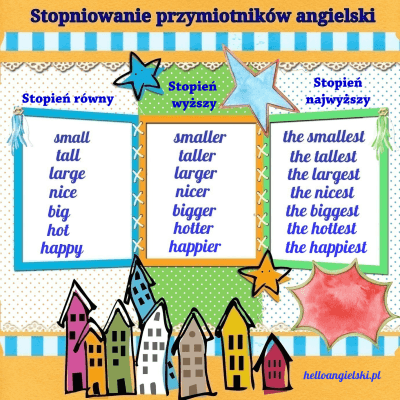 Stopniowanie przymiotników angielski
Stopień równy
small
tall
large
nice
big
hot
happy
Stopień
wyższy
smaller
taller
larger
nicer
bigger
hotter
happier
Stopień
najwyższy
the smallest
the tallest
the largest
the nicest
the biggest
the hottest
the happiest
helloangielski.pl